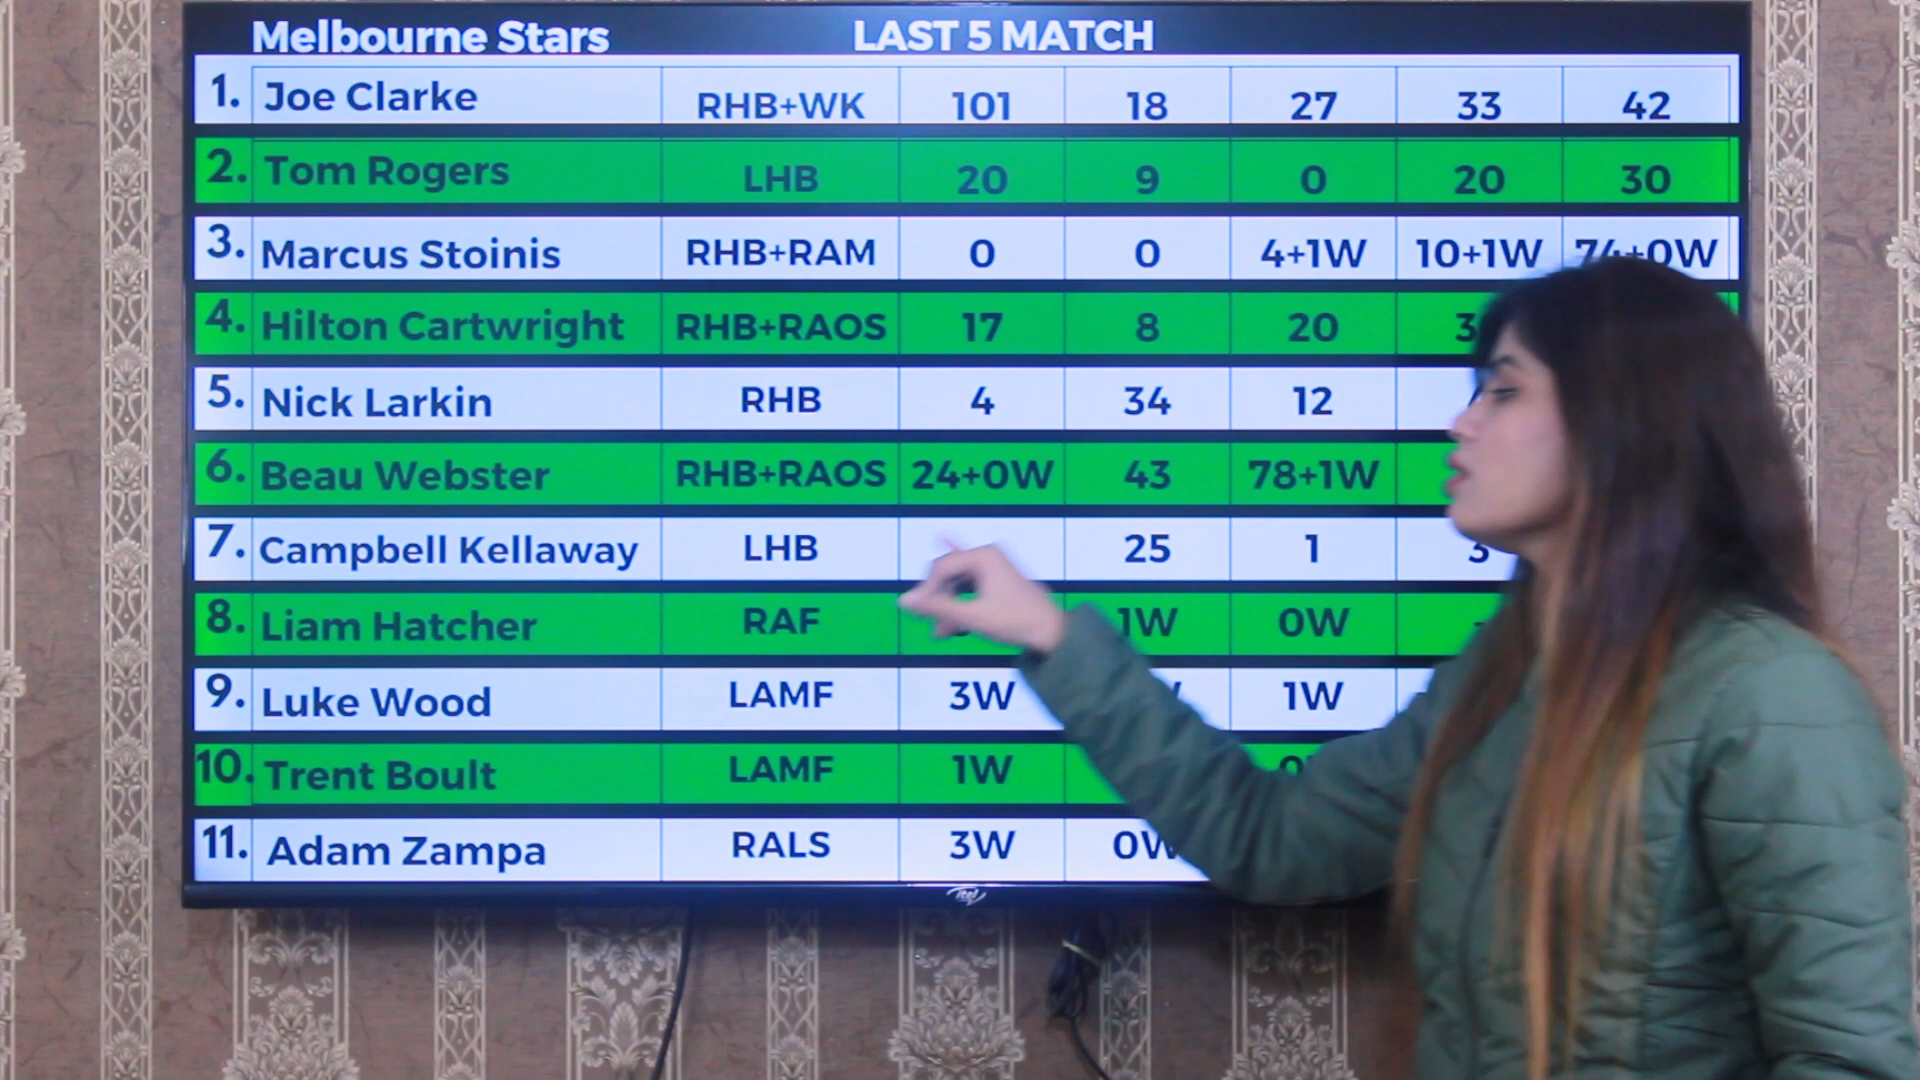 Melbourne Stars LAST 5 MATCH
1. Joe Clarke RHB+WK 101 18 27 33 42
2. Tom Rogers LHB 20 9 0 20 30
3. Marcus Stoinis RHB+RAM 0 0 4+1W 10+1W 74+0W
4. Hilton Cartwright RHB+RAOS 17 8 20
5. Nick Larkin RHB 4 34 12
6. Beau Webster RHB+RAOS 24+0W 43 78+1W
7. Campbell Kellaway LHB 25 1
8. Liam Hatcher RAF 1W 0W
9. Luke Wood LAMF 3W 1W
10. Trent Boult LAMF 1W
11. Adam Zampa RALS 3W 0W
itel